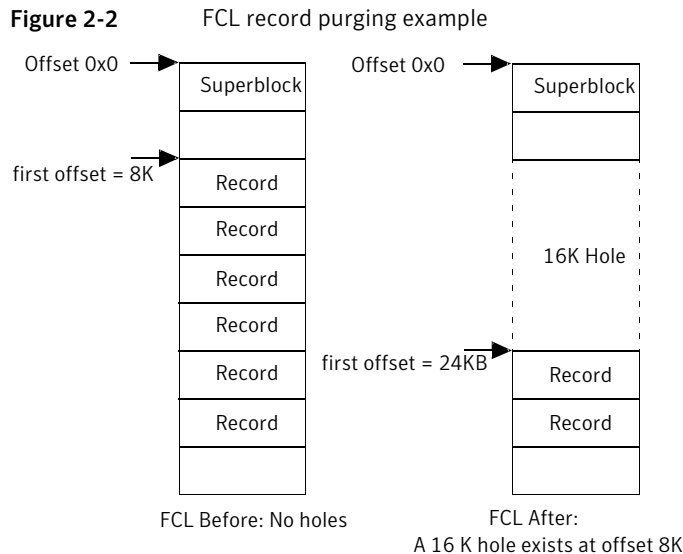 Figure 2-2 FCL record purging example
Offset 0x0
Superblock
first offset = 8K
Record
Record
Record
Record
Record
Record
FCL Before: No holes
Offset 0x0
Superblock
16K Hole
first offset = 24KB
Record
Record
FCL After:
A 16 K hole exists at offset 8K